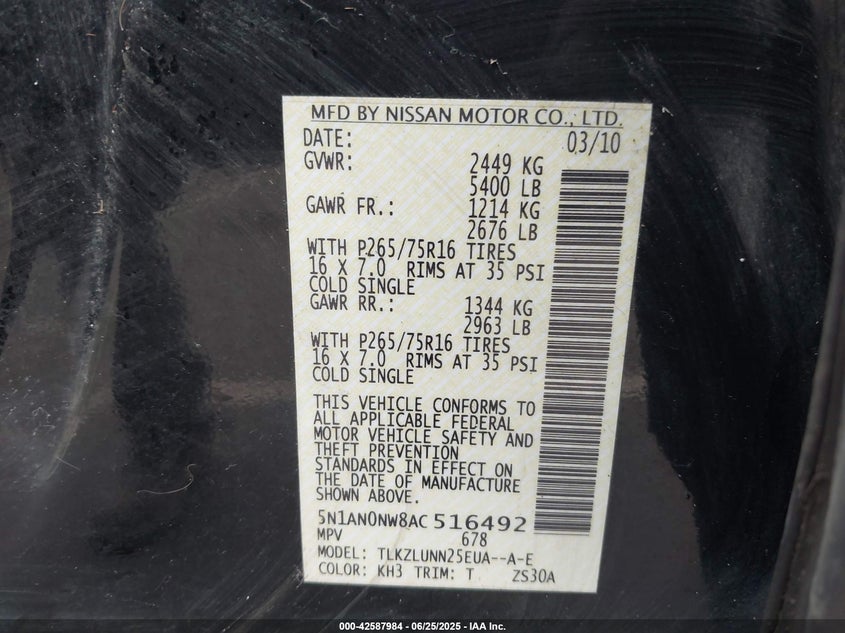 MFD BY NISSAN MOTOR CO., LTD.
DATE: 03/10
GVWR: 2449 KG
5400 LB
GAWR FR.: 1214 KG
2676 LB
WITH P265/75R16 TIRES
16 X 7.0 RIMS AT 35 PSI
COLD SINGLE
GAWR RR.: 1344 KG
2963 LB
WITH P265/75R16 TIRES
16 X 7.0 RIMS AT 35 PSI
COLD SINGLE
THIS VEHICLE CONFORMS TO
ALL APPLICABLE FEDERAL
MOTOR VEHICLE SAFETY AND
THEFT PREVENTION
STANDARDS IN EFFECT ON
THE DATE OF MANUFACTURE
SHOWN ABOVE.
5N1AN0NW8AC516492
MPV 678
MODEL: TLKZLUNN25EUA--A-E
COLOR: KH3 TRIM: T ZS30A
000-42587984 - 06/25/2025 - IAA Inc.